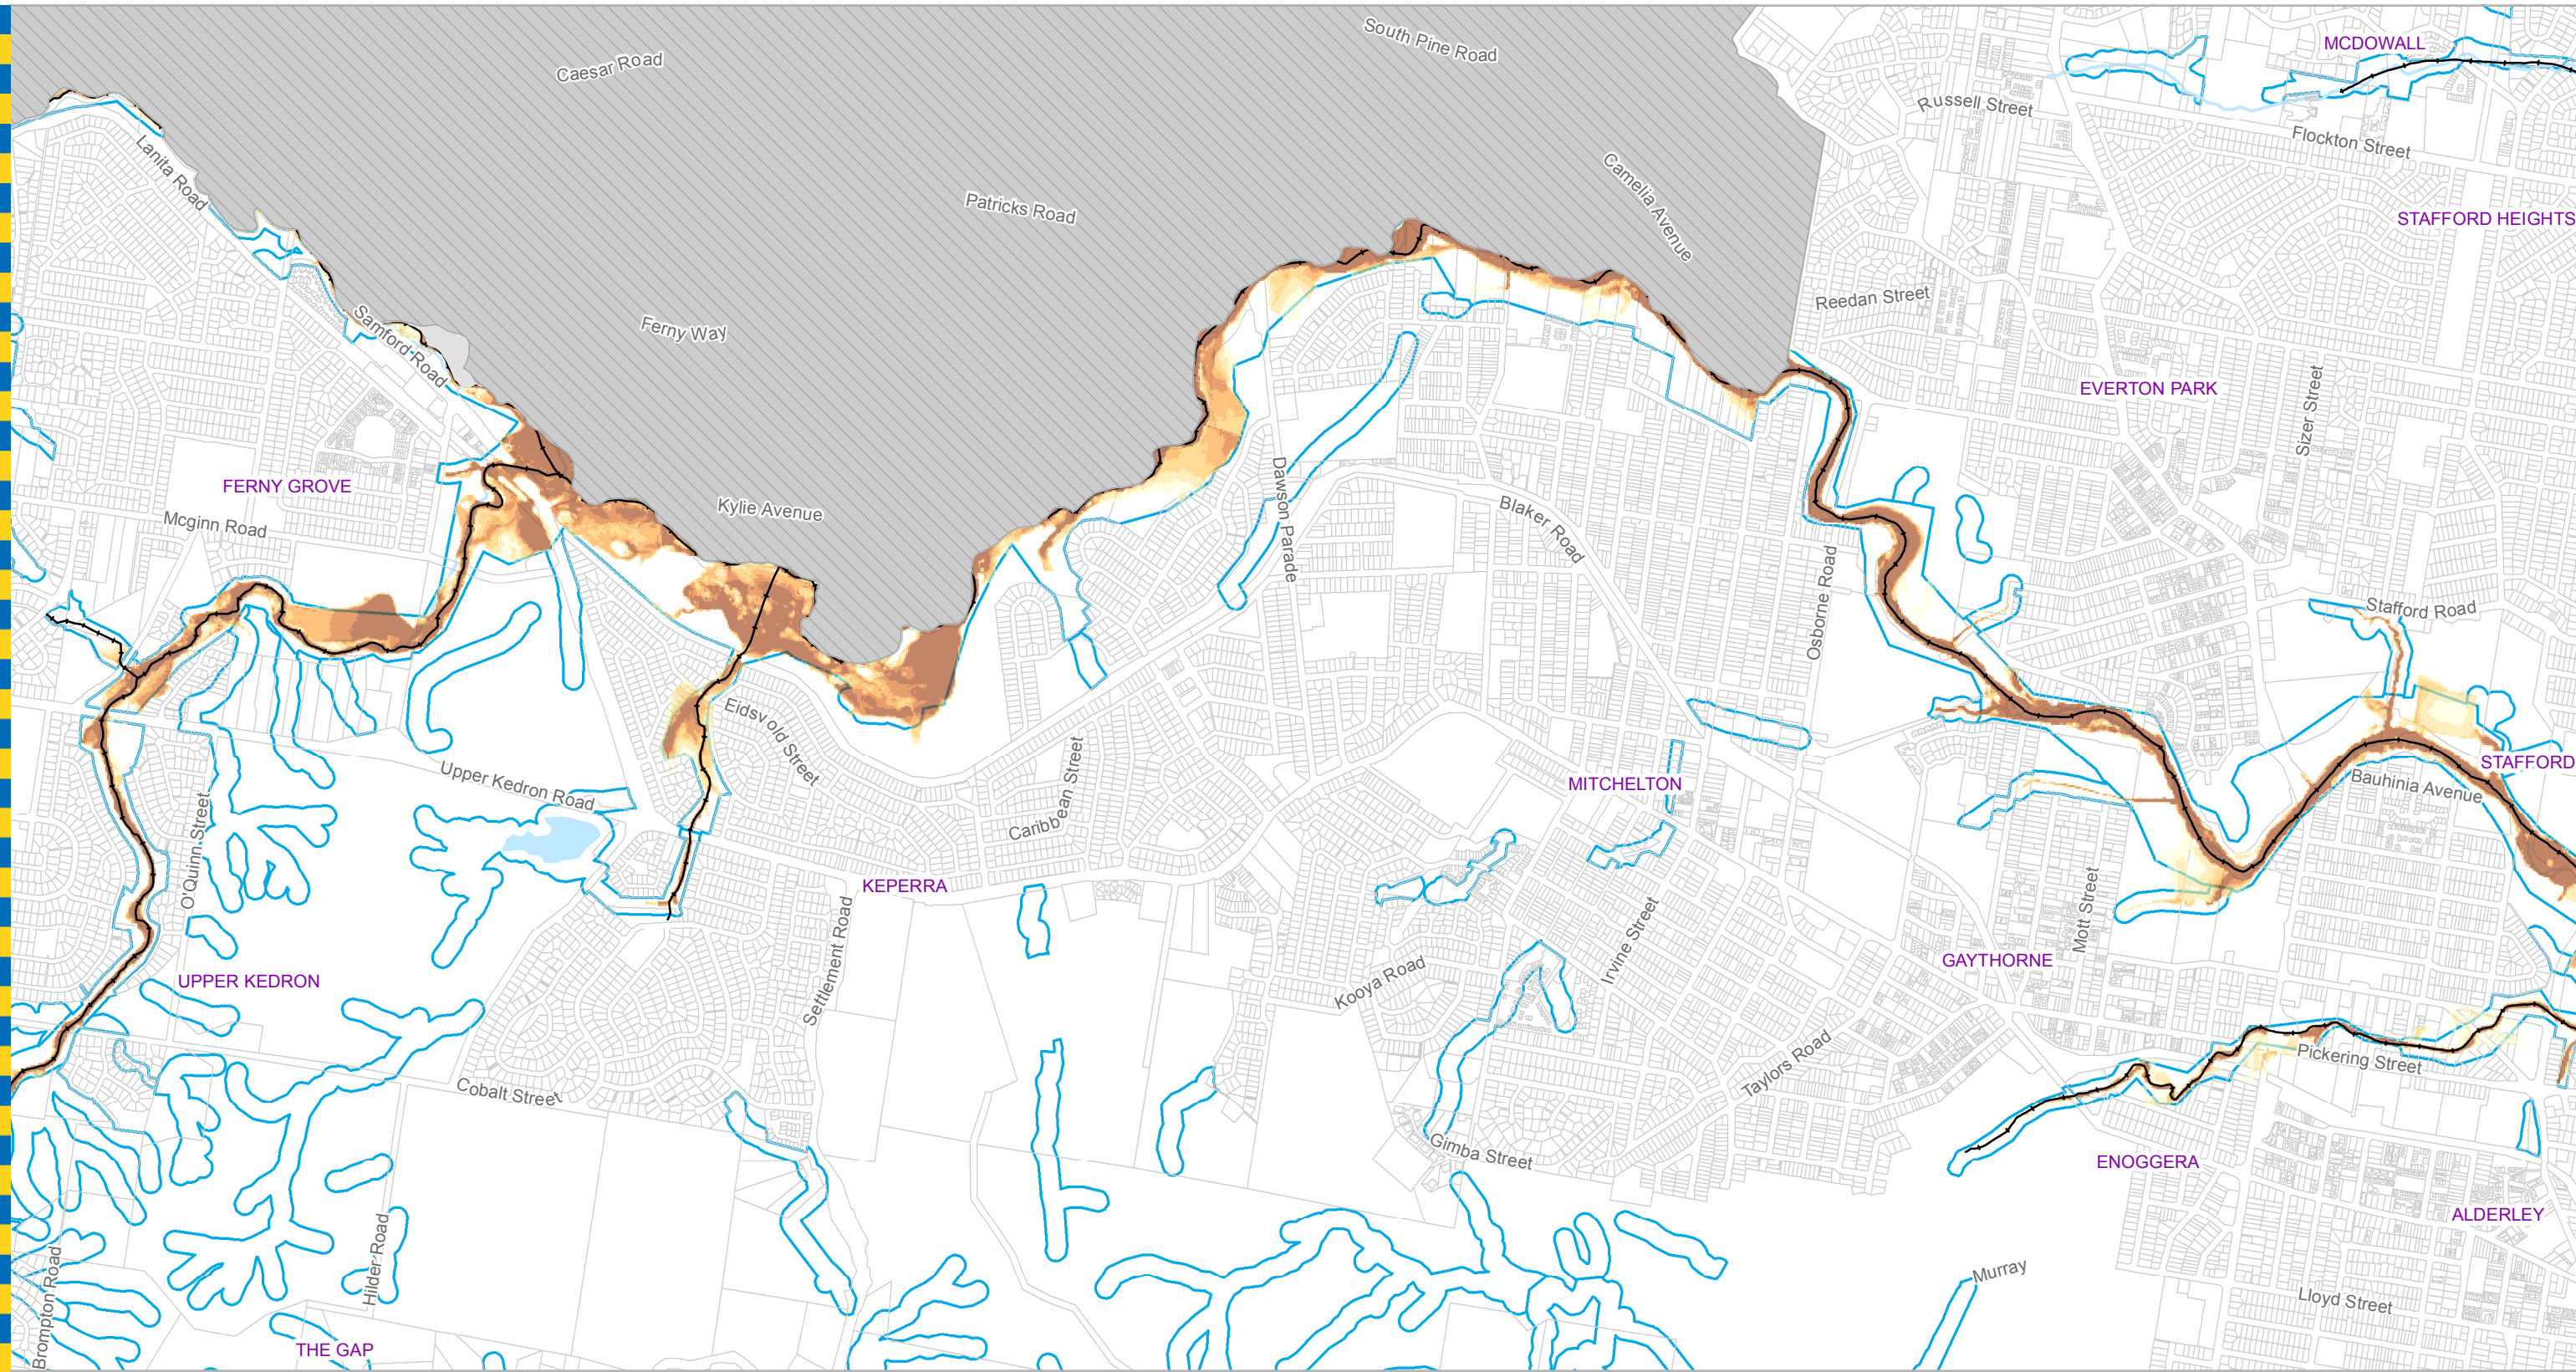 South Pine Road
MCDOWALL
Caesar Road
Russell Street
Flockton Street
Lanita Road
Camelia Avenue
Patricks Road
STAFFORD HEIGHTS
Reedan Street
Ferny Way
Samford Road
EVERTON PARK
Sizer Street
FERNY GROVE
Mcginn Road
Kylie Avenue
Dawson Parade
Blaker Road
Osborne Road
Stafford Road
Eidsvold Street
Upper Kedron Road
Caribbean Street
MITCHELTON
STAFFORD
Bauhinia Avenue
O'Quinn Street
KEPERRA
Settlement Road
Irvine Street
Mott Street
GAYTHORNE
UPPER KEDRON
Kooya Road
Taylors Road
Pickering Street
Cobalt Street
Gimba Street
ENOGGERA
ALDERLEY
Hilder Road
Murray
Brompton Road
Lloyd Street
THE GAP